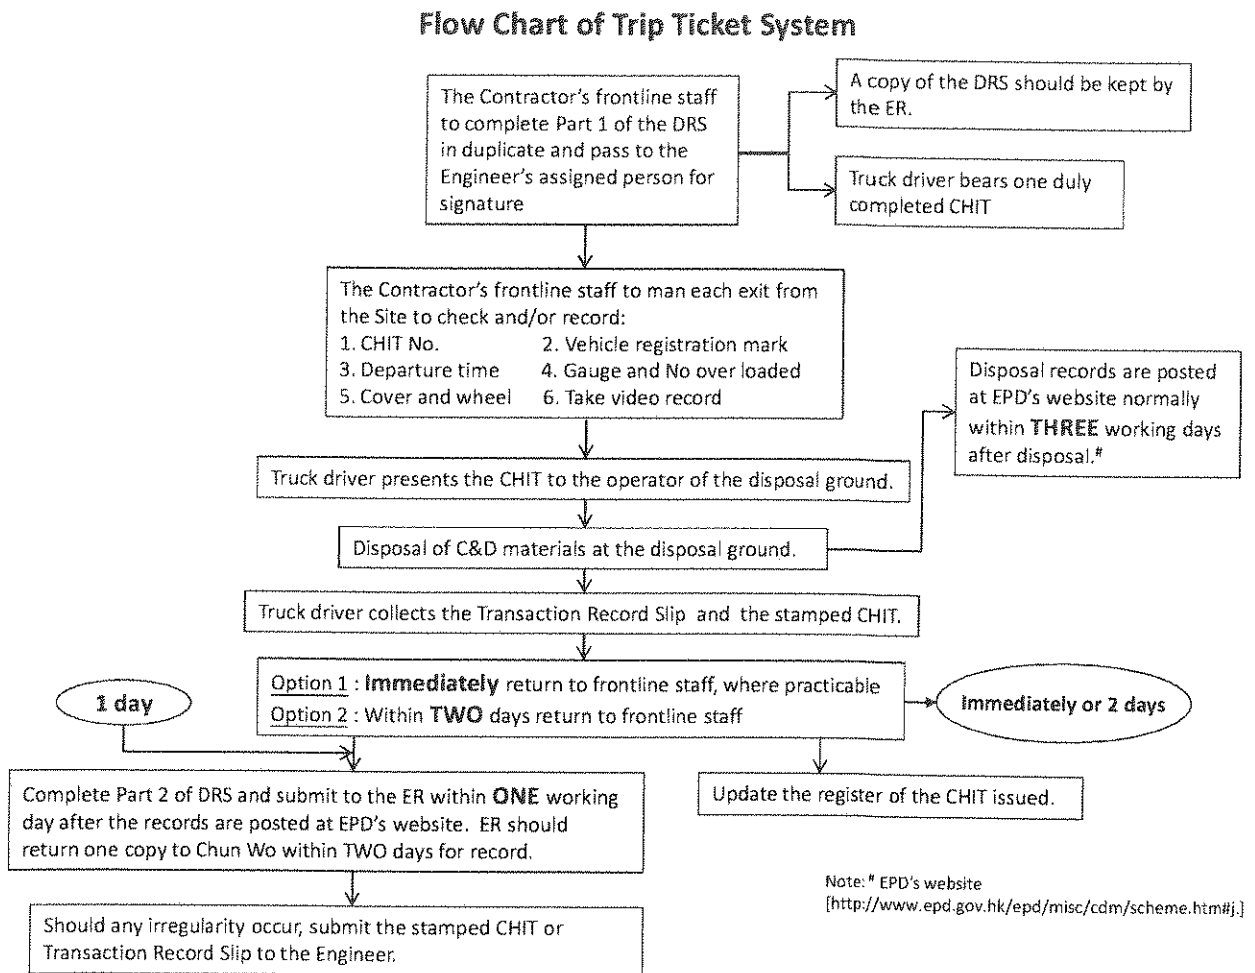 Flow Chart of Trip Ticket System
The Contractor's frontline staff
to complete Part 1 of the DRS
in duplicate and pass to the
Engineer's assigned person for
signature
A copy of the DRS should be kept by
the ER.
Truck driver bears one duly
completed CHIT
The Contractor's frontline staff to man each exit from
the Site to check and/or record:
1. CHIT No. 2. Vehicle registration mark
3. Departure time 4. Gauge and No over loaded
5. Cover and wheel 6. Take video record
Disposal records are posted
at EPD's website normally
within THREE working days
after disposal.#
Truck driver presents the CHIT to the operator of the disposal ground.
Disposal of C&D materials at the disposal ground.
Truck driver collects the Transaction Record Slip and the stamped CHIT.
Option 1 : Immediately return to frontline staff, where practicable
Option 2 : Within TWO days return to frontline staff
1 day
Immediately or 2 days
Complete Part 2 of DRS and submit to the ER within ONE working
day after the records are posted at EPD's website. ER should
return one copy to Chun Wo within TWO days for record.
Update the register of the CHIT issued.
Should any irregularity occur, submit the stamped CHIT or
Transaction Record Slip to the Engineer.
Note: # EPD's website
[http://www.epd.gov.hk/epd/misc/cdm/scheme.htm#j.]